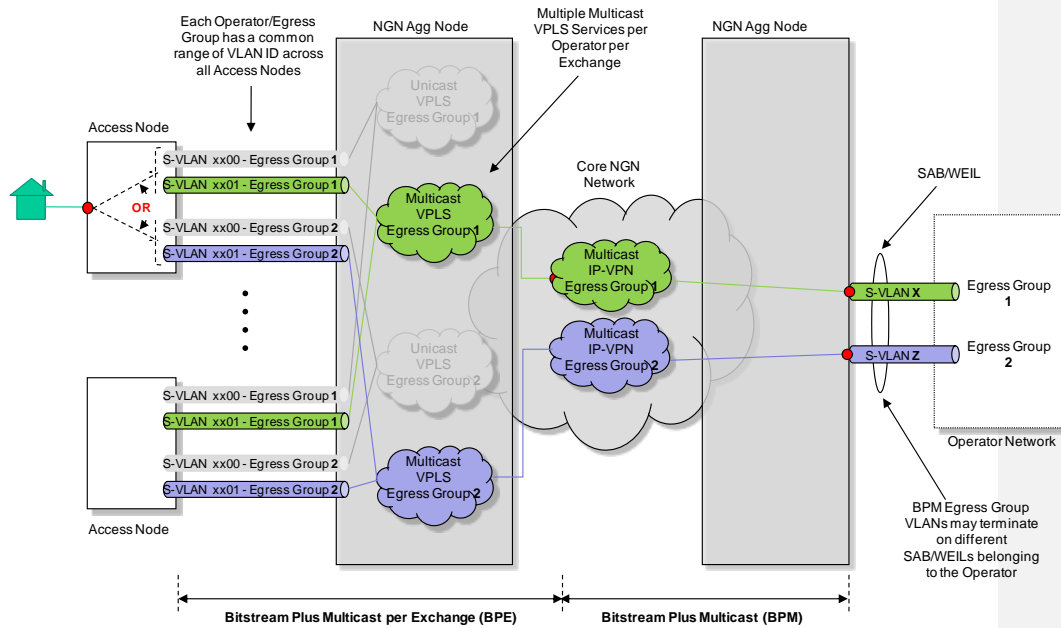 Each Operator/Egress
Group has a common
range of VLAN ID across
all Access Nodes
NGN Agg Node
Multiple Multicast
VPLS Services per
Operator per
Exchange
NGN Agg Node
Access Node
Unicast
VPLS
Egress Group 1
S-VLAN xx00 - Egress Group 1
S-VLAN xx01 - Egress Group 1
OR
S-VLAN xx00 - Egress Group 2
S-VLAN xx01 - Egress Group 2
Multicast
VPLS
Egress Group 1
Core NGN
Network
SAB/WEIL
Multicast
IP-VPN
Egress Group 1
S-VLAN X
Egress Group
1
Multicast
IP-VPN
Egress Group 2
S-VLAN Z
Egress Group
2
Unicast
VPLS
Egress Group 2
S-VLAN xx00 - Egress Group 1
S-VLAN xx01 - Egress Group 1
S-VLAN xx00 - Egress Group 2
S-VLAN xx01 - Egress Group 2
Multicast
VPLS
Egress Group 2
Operator Network
Access Node
BPM Egress Group
VLANs may terminate
on different
SAB/WEILs belonging
to the Operator
Bitstream Plus Multicast per Exchange (BPE)
Bitstream Plus Multicast (BPM)